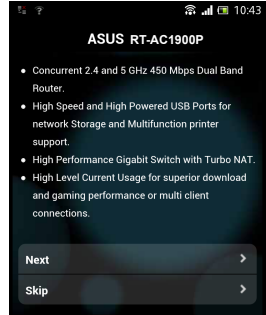 10:43
ASUS RT-AC1900P
• Concurrent 2.4 and 5 GHz 450 Mbps Dual Band
Router.
• High Speed and High Powered USB Ports for
network Storage and Multifunction printer
support.
• High Performance Gigabit Switch with Turbo NAT.
• High Level Current Usage for superior download
and gaming performance or multi client
connections.
Next
Skip